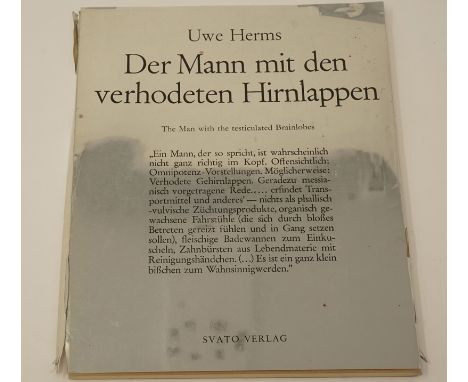 Uwe Herms
Der Mann mit den
verhodeten Hirnlappen
The Man with the testiculated Brainlobes
„Ein Mann, der so spricht, ist wahrscheinlich
nicht ganz richtig im Kopf. Offensichtlich:
Omnipotenz-Vorstellungen. Möglicherweise:
Verhodete Gehirnlappen. Geradezu messia-
nisch vorgetragene Rede..... erfindet 'Trans-
portmittel und anderes' — nichts als phallisch
-vulvische Züchtungsprodukte, organisch ge-
wachsene Fahrstühle (die sich durch bloßes
Betreten gereizt fühlen und in Gang setzen
sollen), fleischige Badewannen zum Einku-
scheln, Zahnbürsten aus Lebendmaterie mit
Reinigungshändchen. (...) Es ist ein ganz klein
bißchen zum Wahnsinnigwerden."
SVATO VERLAG